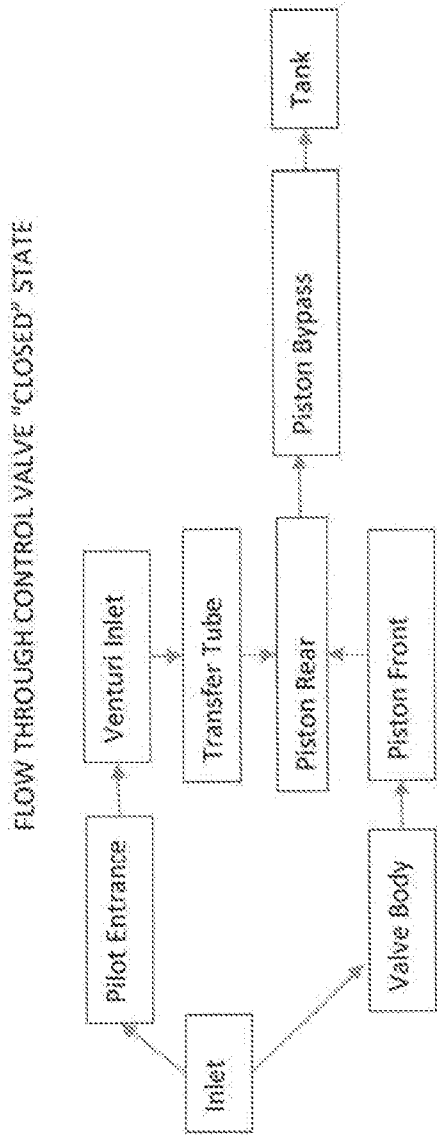 FLOW THROUGH CONTROL VALVE "CLOSED" STATE
Inlet
Pilot Entrance
Venturi Inlet
Transfer Tube
Piston Rear
Piston Bypass
Tank
Valve Body
Piston Front